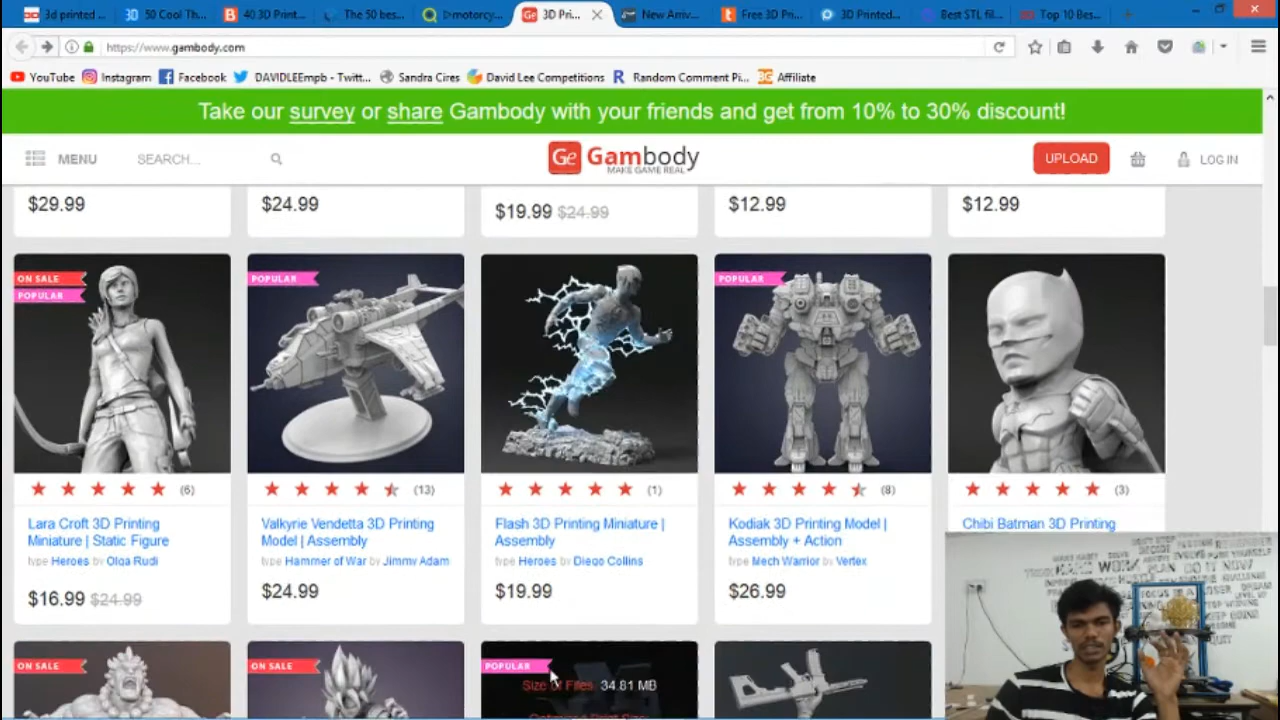 3d printed ...
50 Cool Th...
40 3D Print...
The 50 bes...
D-motorcy...
3D Pri...
New Arriv...
Free 3D Pr...
3D Printed...
Best STL fil...
Top 10 Bes...
https://www.gambody.com
YouTube
Instagram
Facebook
DAVIDLEEmpb - Twitt...
Sandra Cires
David Lee Competitions
Random Comment Pi...
Affiliate
Take our survey or share Gambody with your friends and get from 10% to 30% discount!
MENU
SEARCH...
Ge Gambody
MAKE GAME REAL
UPLOAD
LOG IN
$29.99
$24.99
$19.99 $24.99
$12.99
$12.99
ON SALE
POPULAR
POPULAR
POPULAR
(6)
(13)
(1)
(8)
(3)
Lara Croft 3D Printing
Miniature | Static Figure
type Heroes by Olga Rudi
$16.99 $24.99
Valkyrie Vendetta 3D Printing
Model | Assembly
type Hammer of War by Jimmy Adam
$24.99
Flash 3D Printing Miniature |
Assembly
type Heroes by Diego Collins
$19.99
Kodiak 3D Printing Model |
Assembly + Action
type Mech Warrior by Vertex
$26.99
Chibi Batman 3D Printing
ON SALE
ON SALE
POPULAR
Size Of Files 34.81 MB
HARD WORK
PLAN DO IT NOW